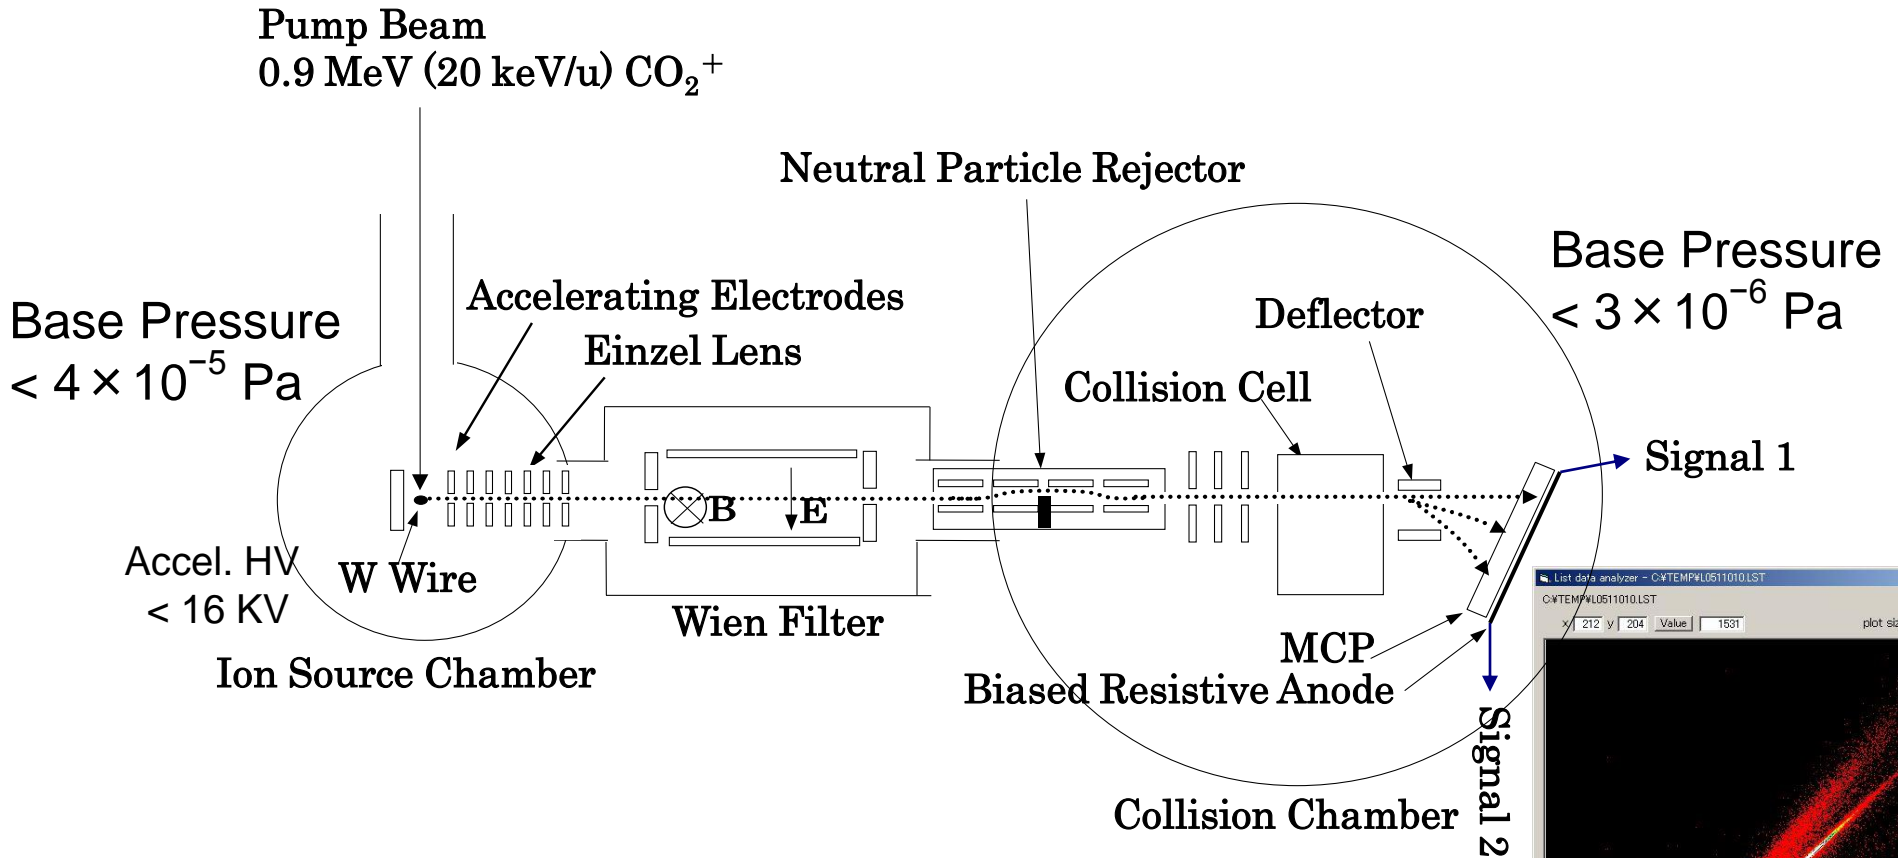 Pump Beam
0.9 MeV (20 keV/u) CO₂⁺
Neutral Particle Rejector
Base Pressure
< 3×10⁻⁶ Pa
Accelerating Electrodes
Einzel Lens
Base Pressure
< 4×10⁻⁵ Pa
Deflector
Collision Cell
Signal 1
B
E
Accel. HV
< 16 KV
W Wire
Wien Filter
Ion Source Chamber
MCP
Biased Resistive Anode
Signal 2
Collision Chamber
List data analyzer - C:¥TEMP¥L0511010.LST
C:¥TEMP¥L0511010.LST
x 212 y 204 Value 1531